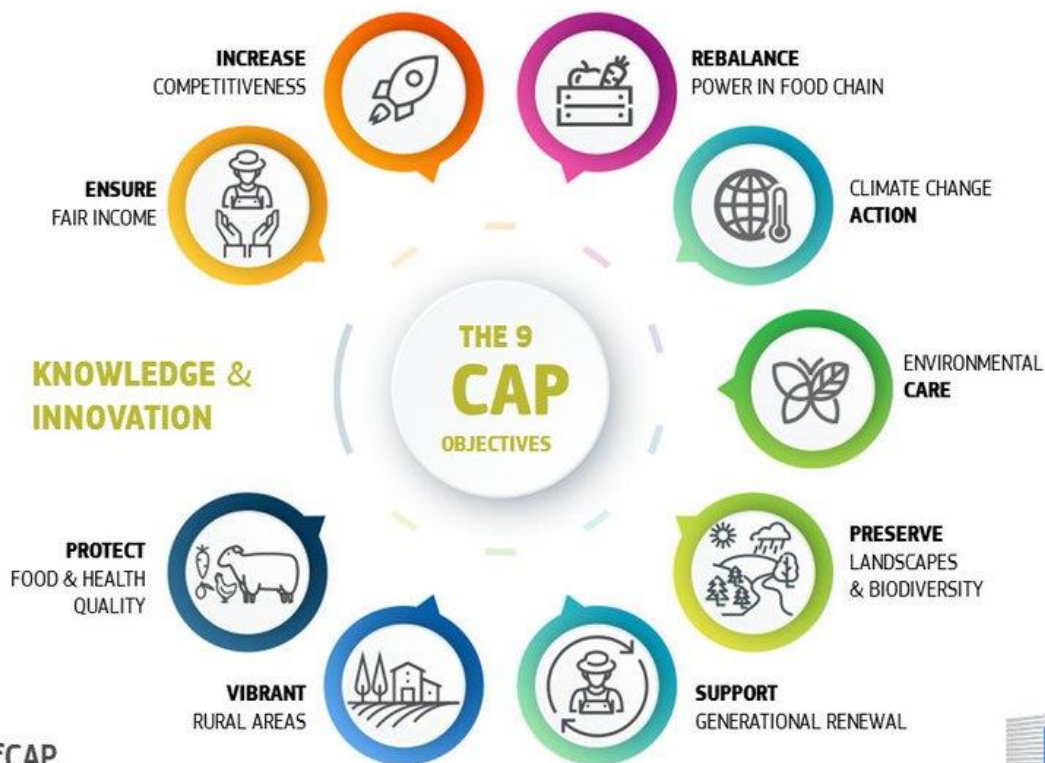 INCREASE
COMPETITIVENESS
REBALANCE
POWER IN FOOD CHAIN
ENSURE
FAIR INCOME
CLIMATE CHANGE
ACTION
THE 9
CAP
OBJECTIVES
ENVIRONMENTAL
CARE
KNOWLEDGE &
INNOVATION
PROTECT
FOOD & HEALTH
QUALITY
PRESERVE
LANDSCAPES
& BIODIVERSITY
VIBRANT
RURAL AREAS
SUPPORT
GENERATIONAL RENEWAL